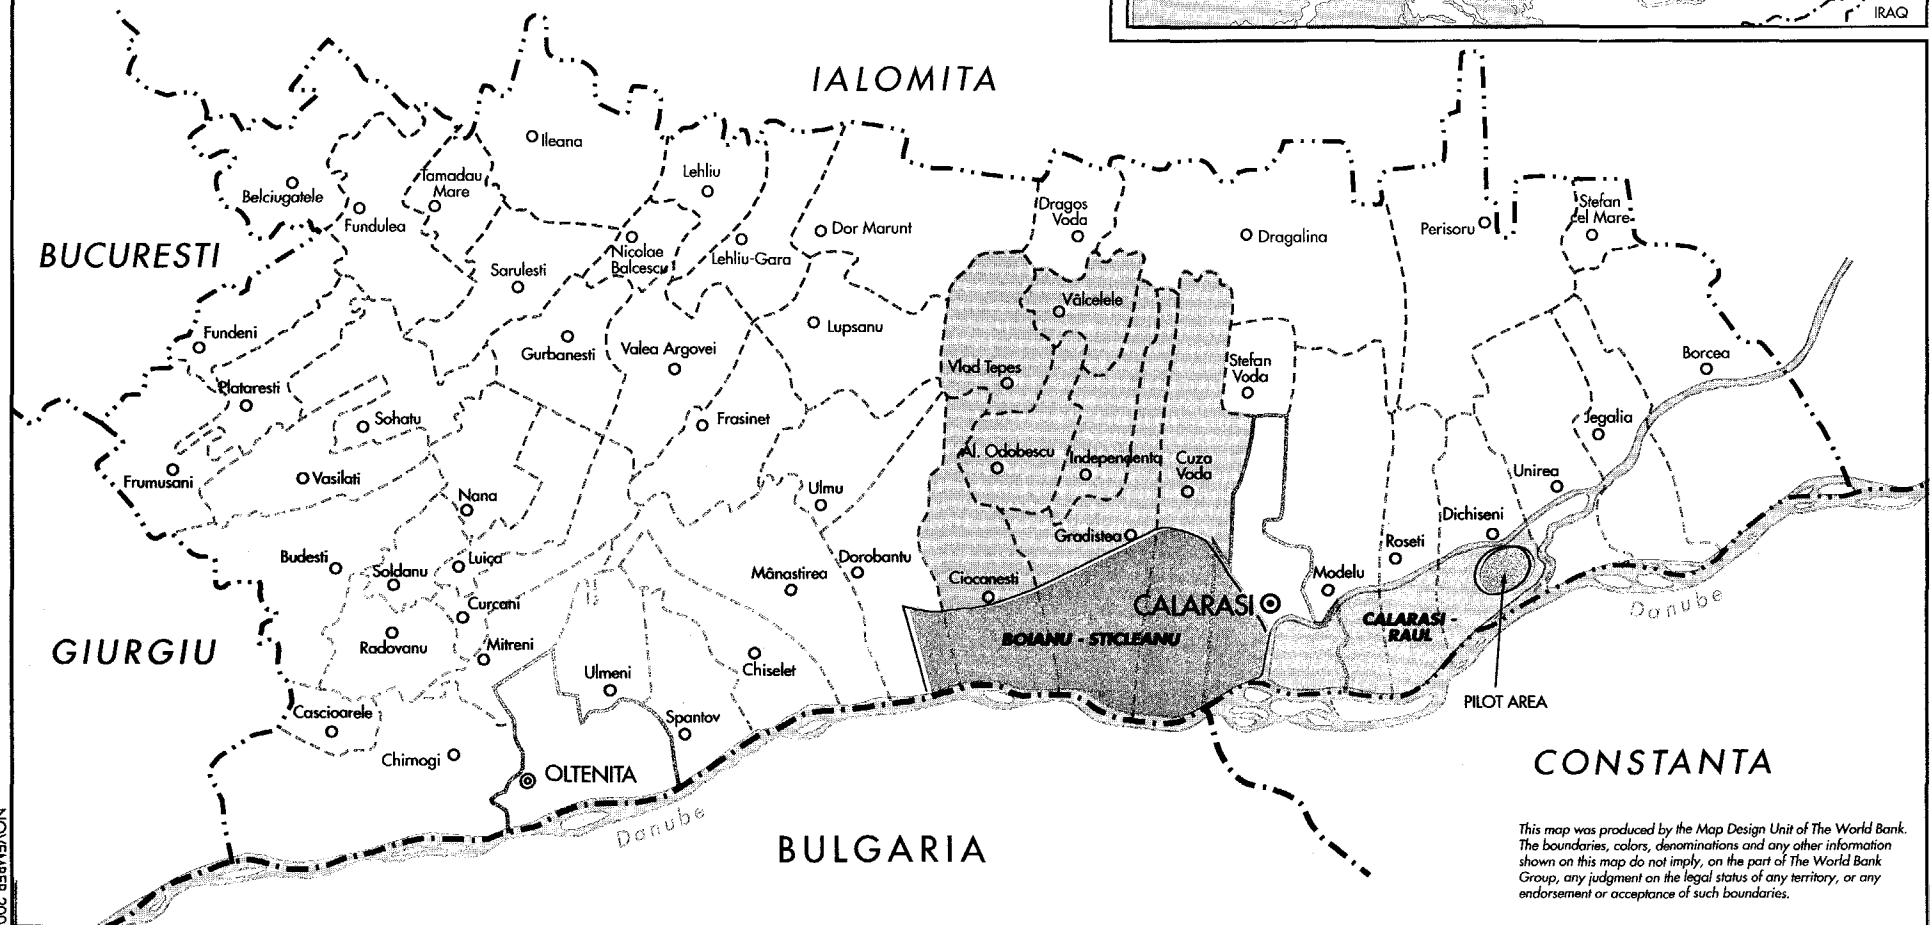 IRAQ
IALOMITA
Ileana
Lehliu
Tamadau
Mare
Belciugatele
Fundulea
Dragos
Voda
Stefan
cel Mare
Perisoru
Dor Marunt
Dragalina
BUCURESTI
Nicolae
Balcescu
Lehliu-Gara
Sarulesti
Vâlcelele
Fundeni
Lupsanu
Gurbanesti
Valea Argovei
Borcea
Vlad Tepes
Stefan
Voda
Plataresti
Sohatu
Frasinet
Jegalia
Al. Odobescu
Independenta
Cuza
Voda
Frumusani
Vasilati
Unirea
Nana
Ulmu
Dichiseni
Gradistea
Roseti
Budesti
Luica
Dorobantu
Soldanu
Mânastirea
Ciocanesti
Modelu
Curcani
CALARASI
Danube
CALARASI -
RAUL
BOIANU - STICLEANU
GIURGIU
Radovanu
Mitreni
Ulmeni
Chiselet
PILOT AREA
Cascioarele
Spantov
Chirnogi
OLTENITA
CONSTANTA
Danube
BULGARIA
This map was produced by the Map Design Unit of The World Bank.
The boundaries, colors, denominations and any other information
shown on this map do not imply, on the part of The World Bank
Group, any judgment on the legal status of any territory, or any
endorsement or acceptance of such boundaries.
NOVEMBER